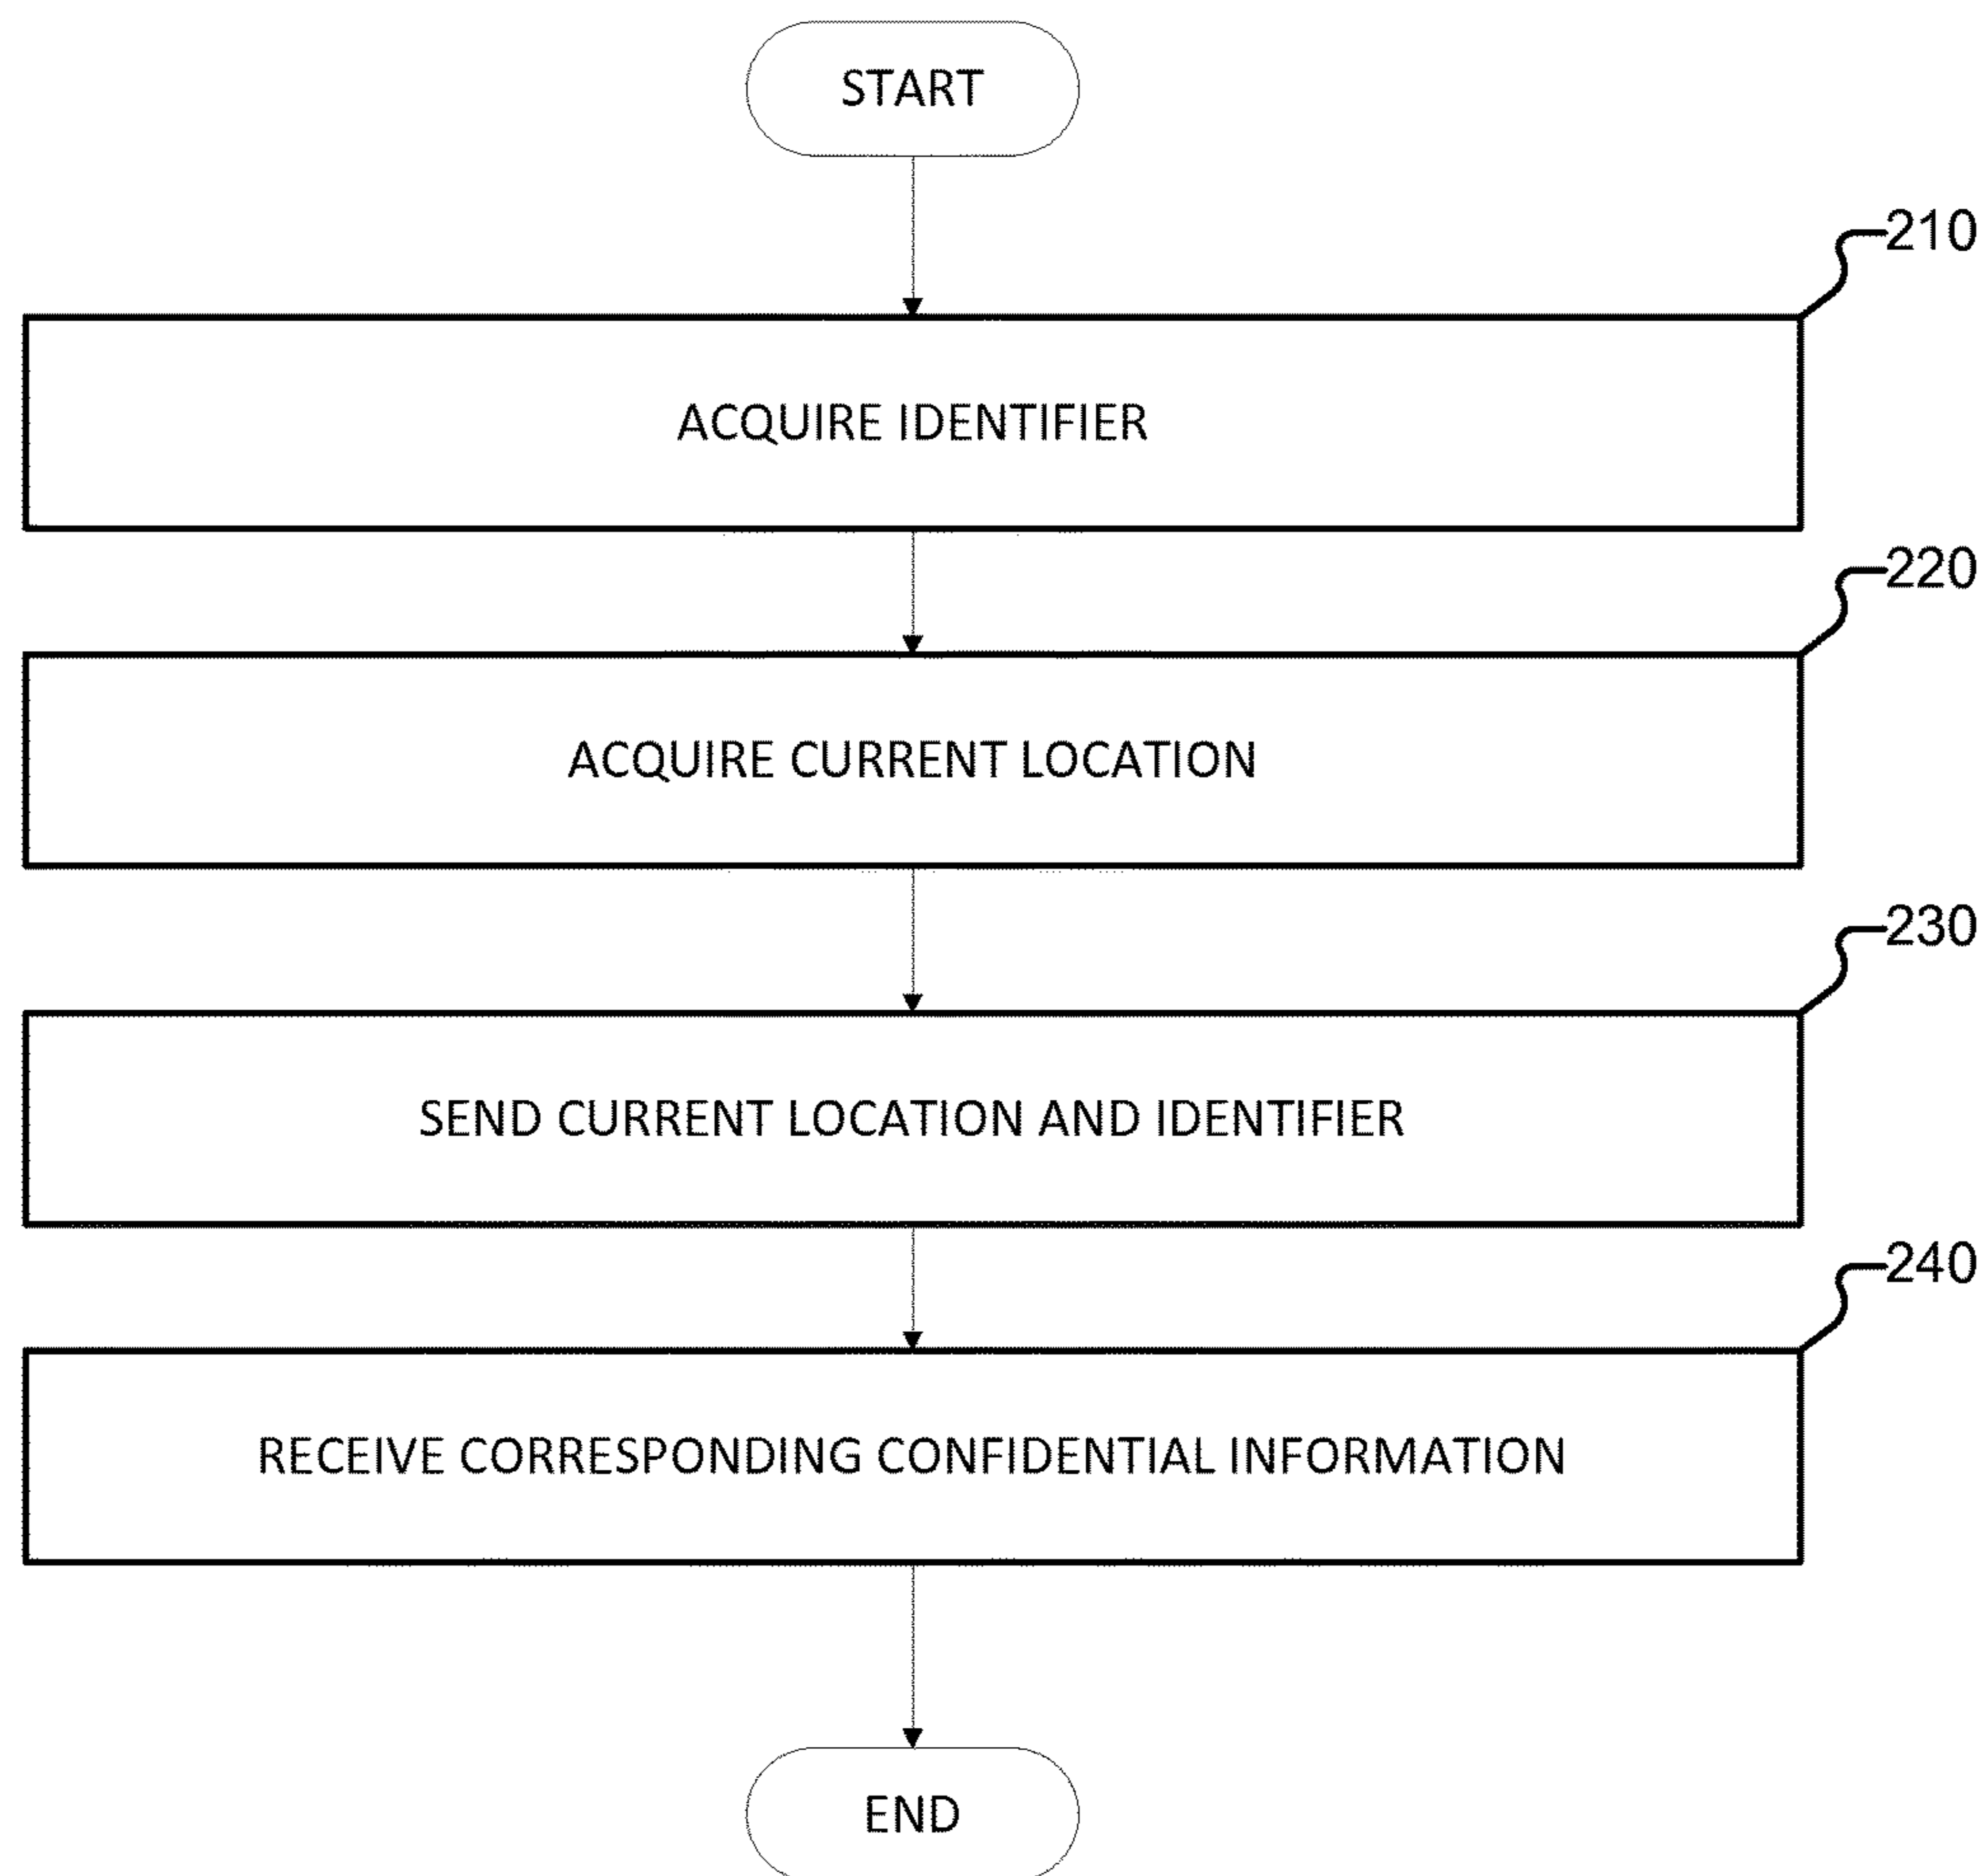 START
210
ACQUIRE IDENTIFIER
220
ACQUIRE CURRENT LOCATION
230
SEND CURRENT LOCATION AND IDENTIFIER
240
RECEIVE CORRESPONDING CONFIDENTIAL INFORMATION
END